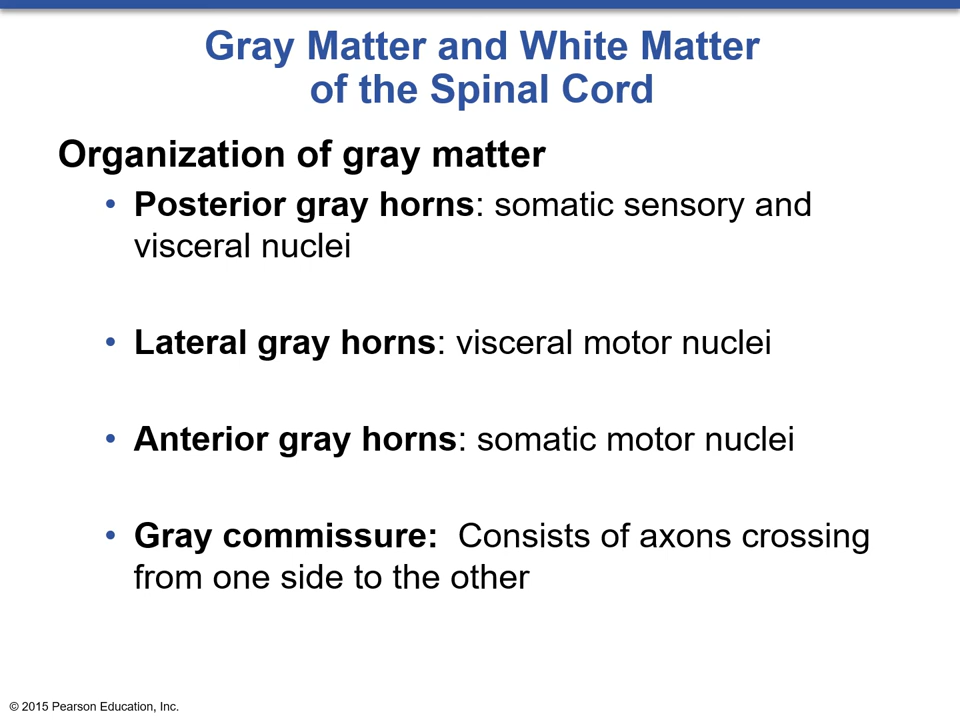 Gray Matter and White Matter
of the Spinal Cord
Organization of gray matter
• Posterior gray horns: somatic sensory and
visceral nuclei
• Lateral gray horns: visceral motor nuclei
• Anterior gray horns: somatic motor nuclei
• Gray commissure:  Consists of axons crossing
from one side to the other
© 2015 Pearson Education, Inc.